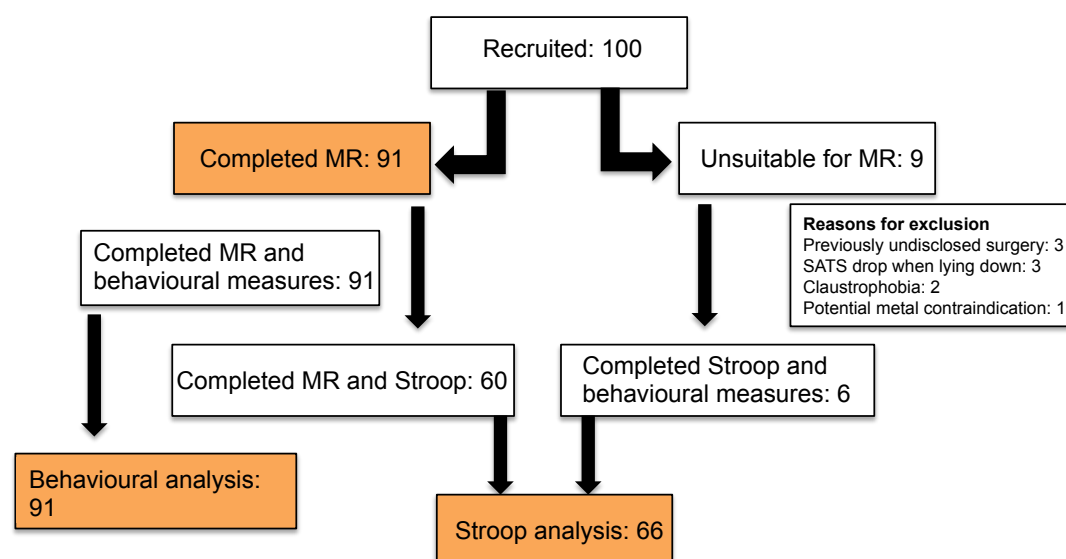 Recruited: 100
Completed MR: 91
Unsuitable for MR: 9
Reasons for exclusion
Previously undisclosed surgery: 3
SATS drop when lying down: 3
Claustrophobia: 2
Potential metal contraindication: 1
Completed MR and
behavioural measures: 91
Completed MR and Stroop: 60
Completed Stroop and
behavioural measures: 6
Behavioural analysis:
91
Stroop analysis: 66